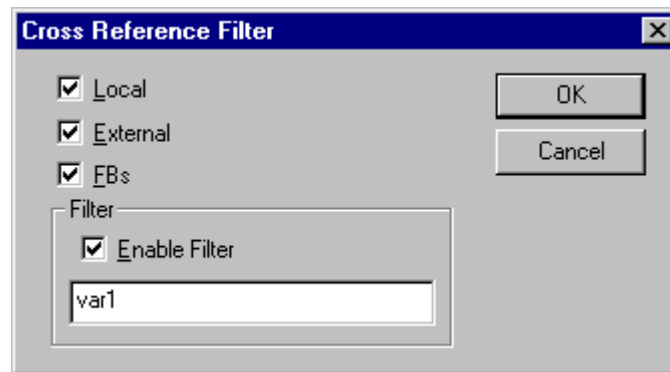 Cross Reference Filter
Local
OK
External
Cancel
FBs
Filter
Enable Filter
var1